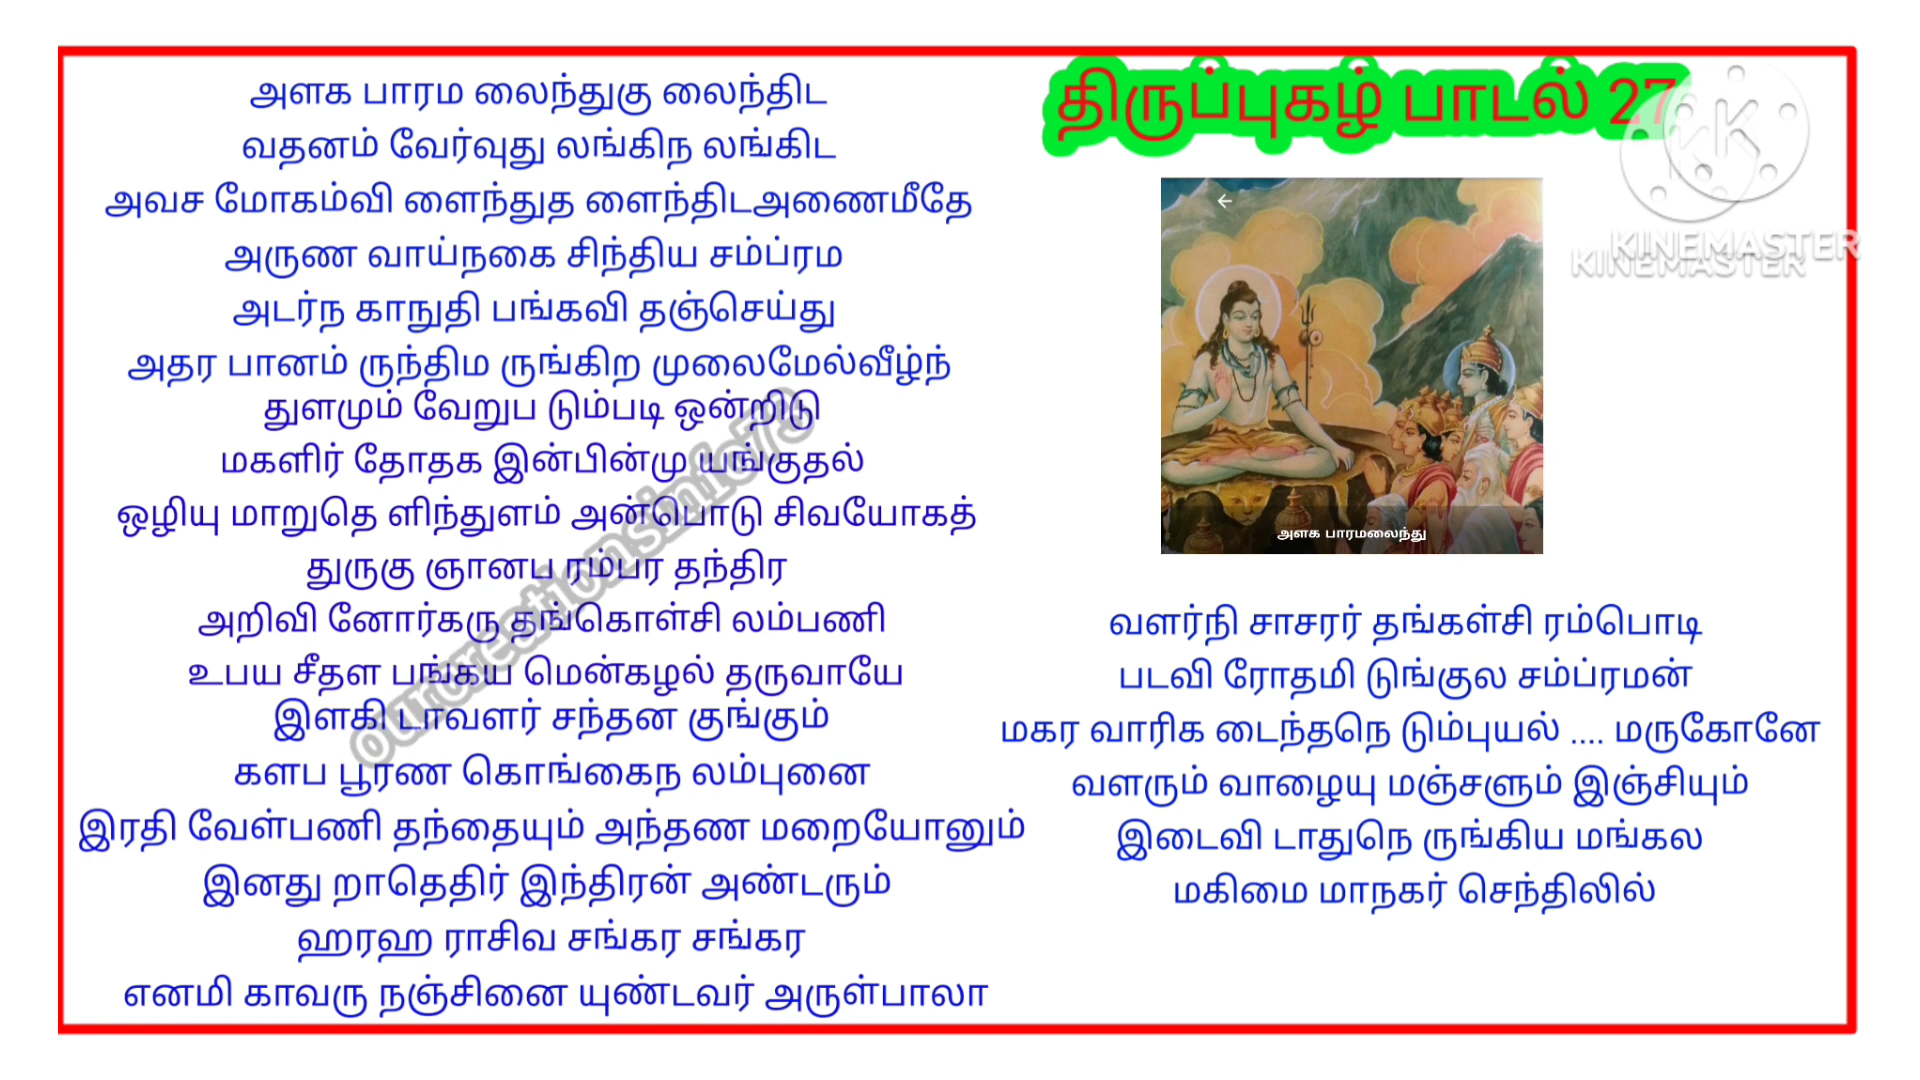 அளக பாரம லைந்துகு லைந்திட
வதனம் வேர்வுது லங்கிந லங்கிட
அவச மோகம்வி ளைந்துத ளைந்திடஅணைமீதே
அருண வாய்நகை சிந்திய சம்ப்ரம
அடர்ந காநுதி பங்கவி தஞ்செய்து
அதர பானம் ருந்திம ருங்கிற முலைமேல்வீழ்ந்
துளமும் வேறுப டும்படி ஒன்றிடு
மகளிர் தோதக இன்பின்மு யங்குதல்
ஒழியு மாறுதெ ளிந்துளம் அன்பொடு சிவயோகத்
துருகு ஞானப ரம்பர தந்திர
அறிவி னோர்கரு தங்கொள்சி லம்பணி
உபய சீதள பங்கய மென்கழல் தருவாயே
இளகி டாவளர் சந்தன குங்கும்
களப பூரண கொங்கைந லம்புனை
இரதி வேள்பணி தந்தையும் அந்தண மறையோனும்
இனது றாதெதிர் இந்திரன் அண்டரும்
ஹரஹ ராசிவ சங்கர சங்கர
எனமி காவரு நஞ்சினை யுண்டவர் அருள்பாலா
ourcreationsinfo73
திருப்புகழ் பாடல் 27
KINEMASTER
KINEMASTER
அளக பாரமலைந்து
வளர்நி சாசரர் தங்கள்சி ரம்பொடி
படவி ரோதமி டுங்குல சம்ப்ரமன்
மகர வாரிக டைந்தநெ டும்புயல் .... மருகோனே
வளரும் வாழையு மஞ்சளும் இஞ்சியும்
இடைவி டாதுநெ ருங்கிய மங்கல
மகிமை மாநகர் செந்திலில்